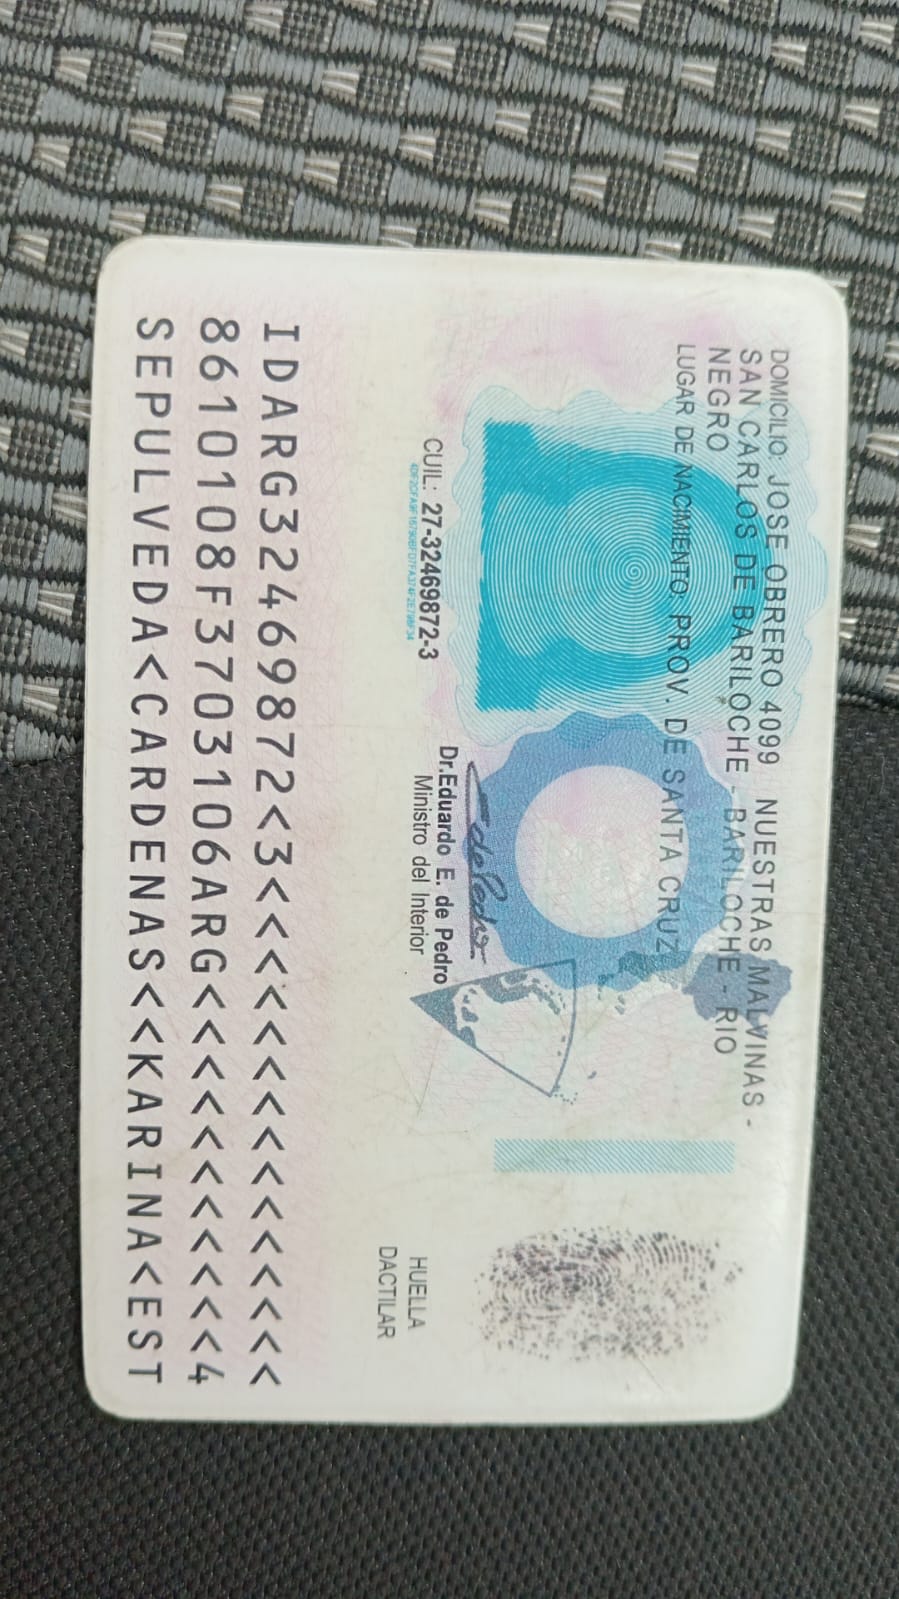 DOMICILIO: JOSE OBRERO 4099 NUESTRAS MALVINAS -
SAN CARLOS DE BARILOCHE - BARILOCHE - RIO
NEGRO
LUGAR DE NACIMIENTO: PROV. DE SANTA CRUZ
CUIL: 27-32469872-3
Dr.Eduardo E. de Pedro
Ministro del Interior
HUELLA
DACTILAR
IDARG32469872<3<<<<<<<<<<<<<<<
8610108F3703106ARG<<<<<<<<<<<4
SEPULVEDA<CARDENAS<<KARINA<EST